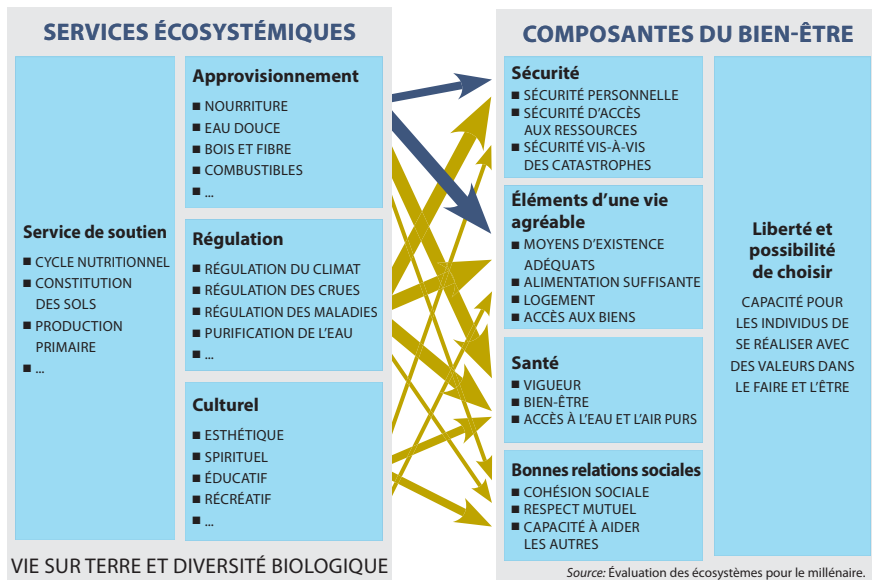 SERVICES ÉCOSYSTÉMIQUES
Service de soutien
■ CYCLE NUTRITIONNEL
■ CONSTITUTION
DES SOLS
■ PRODUCTION
PRIMAIRE
■ ...
Approvisionnement
■ NOURRITURE
■ EAU DOUCE
■ BOIS ET FIBRE
■ COMBUSTIBLES
■ ...
Régulation
■ RÉGULATION DU CLIMAT
■ RÉGULATION DES CRUES
■ RÉGULATION DES MALADIES
■ PURIFICATION DE L'EAU
■ ...
Culturel
■ ESTHÉTIQUE
■ SPIRITUEL
■ ÉDUCATIF
■ RÉCRÉATIF
■ ...
VIE SUR TERRE ET DIVERSITÉ BIOLOGIQUE
COMPOSANTES DU BIEN-ÊTRE
Sécurité
■ SÉCURITÉ PERSONNELLE
■ SÉCURITÉ D'ACCÈS
AUX RESSOURCES
■ SÉCURITÉ VIS-À-VIS
DES CATASTROPHES
Éléments d'une vie
agréable
■ MOYENS D'EXISTENCE
ADÉQUATS
■ ALIMENTATION SUFFISANTE
■ LOGEMENT
■ ACCÈS AUX BIENS
Santé
■ VIGUEUR
■ BIEN-ÊTRE
■ ACCÈS À L'EAU ET L'AIR PURS
Bonnes relations sociales
■ COHÉSION SOCIALE
■ RESPECT MUTUEL
■ CAPACITÉ À AIDER
LES AUTRES
Liberté et
possibilité
de choisir
CAPACITÉ POUR
LES INDIVIDUS DE
SE RÉALISER AVEC
DES VALEURS DANS
LE FAIRE ET L'ÊTRE
Source: Évaluation des écosystèmes pour le millénaire.